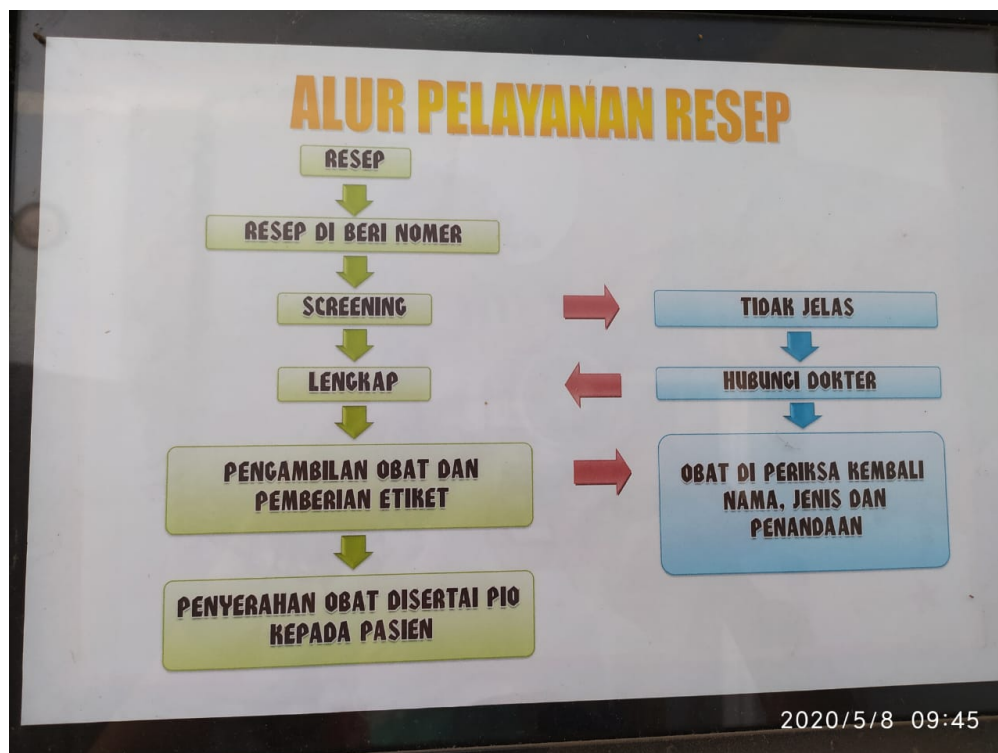 ALUR PELAYANAN RESEP
RESEP
RESEP DI BERI NOMER
SCREENING
TIDAK JELAS
LENGKAP
HUBUNGI DOKTER
PENGAMBILAN OBAT DAN
PEMBERIAN ETIKET
OBAT DI PERIKSA KEMBALI
NAMA, JENIS DAN
PENANDAAN
PENYERAHAN OBAT DISERTAI PIO
KEPADA PASIEN
2020/5/8 09:45